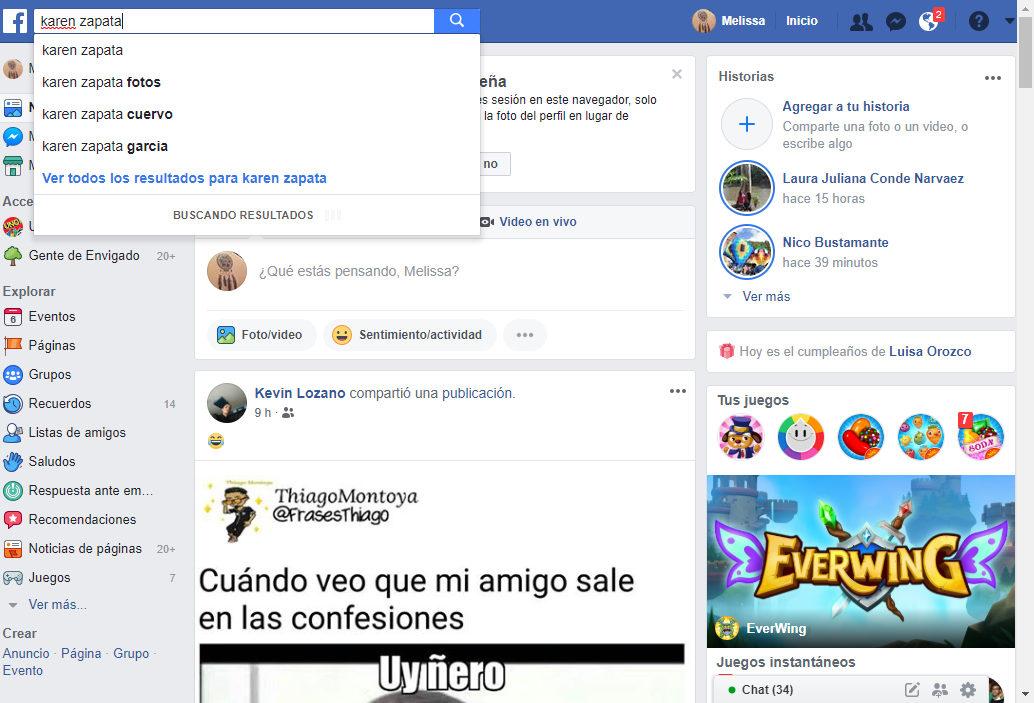 karen zapata
Melissa
Inicio
2
karen zapata
karen zapata fotos
karen zapata cuervo
karen zapata garcia
Ver todos los resultados para karen zapata
BUSCANDO RESULTADOS
M
N
M
M
Acce
U
Gente de Envigado 20+
Explorar
6
Eventos
Páginas
Grupos
Recuerdos 14
Listas de amigos
Saludos
Respuesta ante em...
Recomendaciones
Noticias de páginas 20+
Juegos 7
Ver más...
Crear
Anuncio · Página · Grupo ·
Evento
eña
es sesión en este navegador, solo
la foto del perfil en lugar de
no
Video en vivo
¿Qué estás pensando, Melissa?
Foto/video
Sentimiento/actividad
Kevin Lozano compartió una publicación.
9 h ·
Thiago Montoya
ThiagoMontoya
@FrasesThiago
Cuándo veo que mi amigo sale
en las confesiones
Uy ñero
Historias
Agregar a tu historia
Comparte una foto o un video, o
escribe algo
Laura Juliana Conde Narvaez
hace 15 horas
Nico Bustamante
hace 39 minutos
Ver más
Hoy es el cumpleaños de Luisa Orozco
Tus juegos
7
SODA
EVERWING
EverWing
Juegos instantáneos
Chat (34)